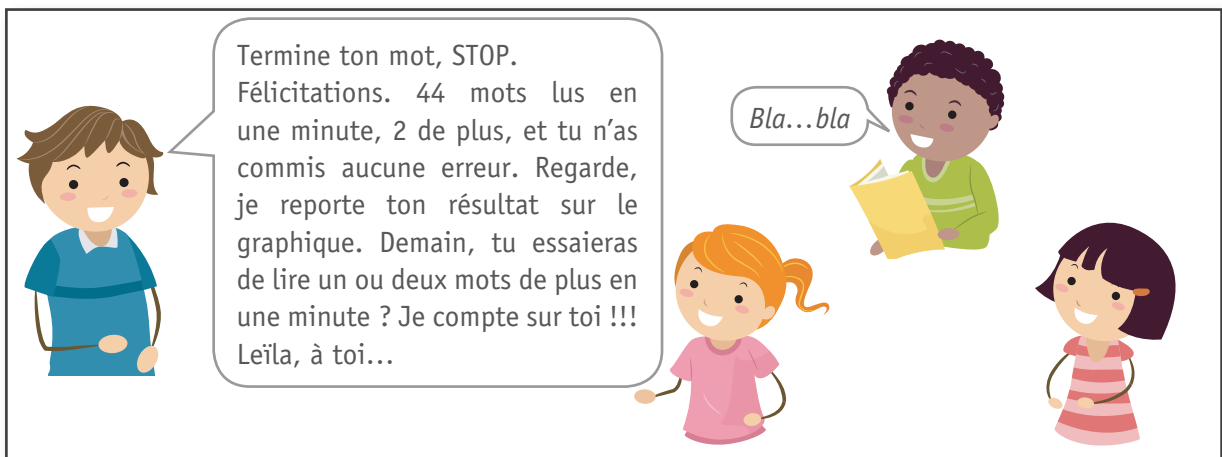 Termine ton mot, STOP.
Félicitations. 44 mots lus en
une minute, 2 de plus, et tu n’as
commis aucune erreur. Regarde,
je reporte ton résultat sur le
graphique. Demain, tu essaieras
de lire un ou deux mots de plus en
une minute ? Je compte sur toi !!!
Leïla, à toi…
Bla…bla